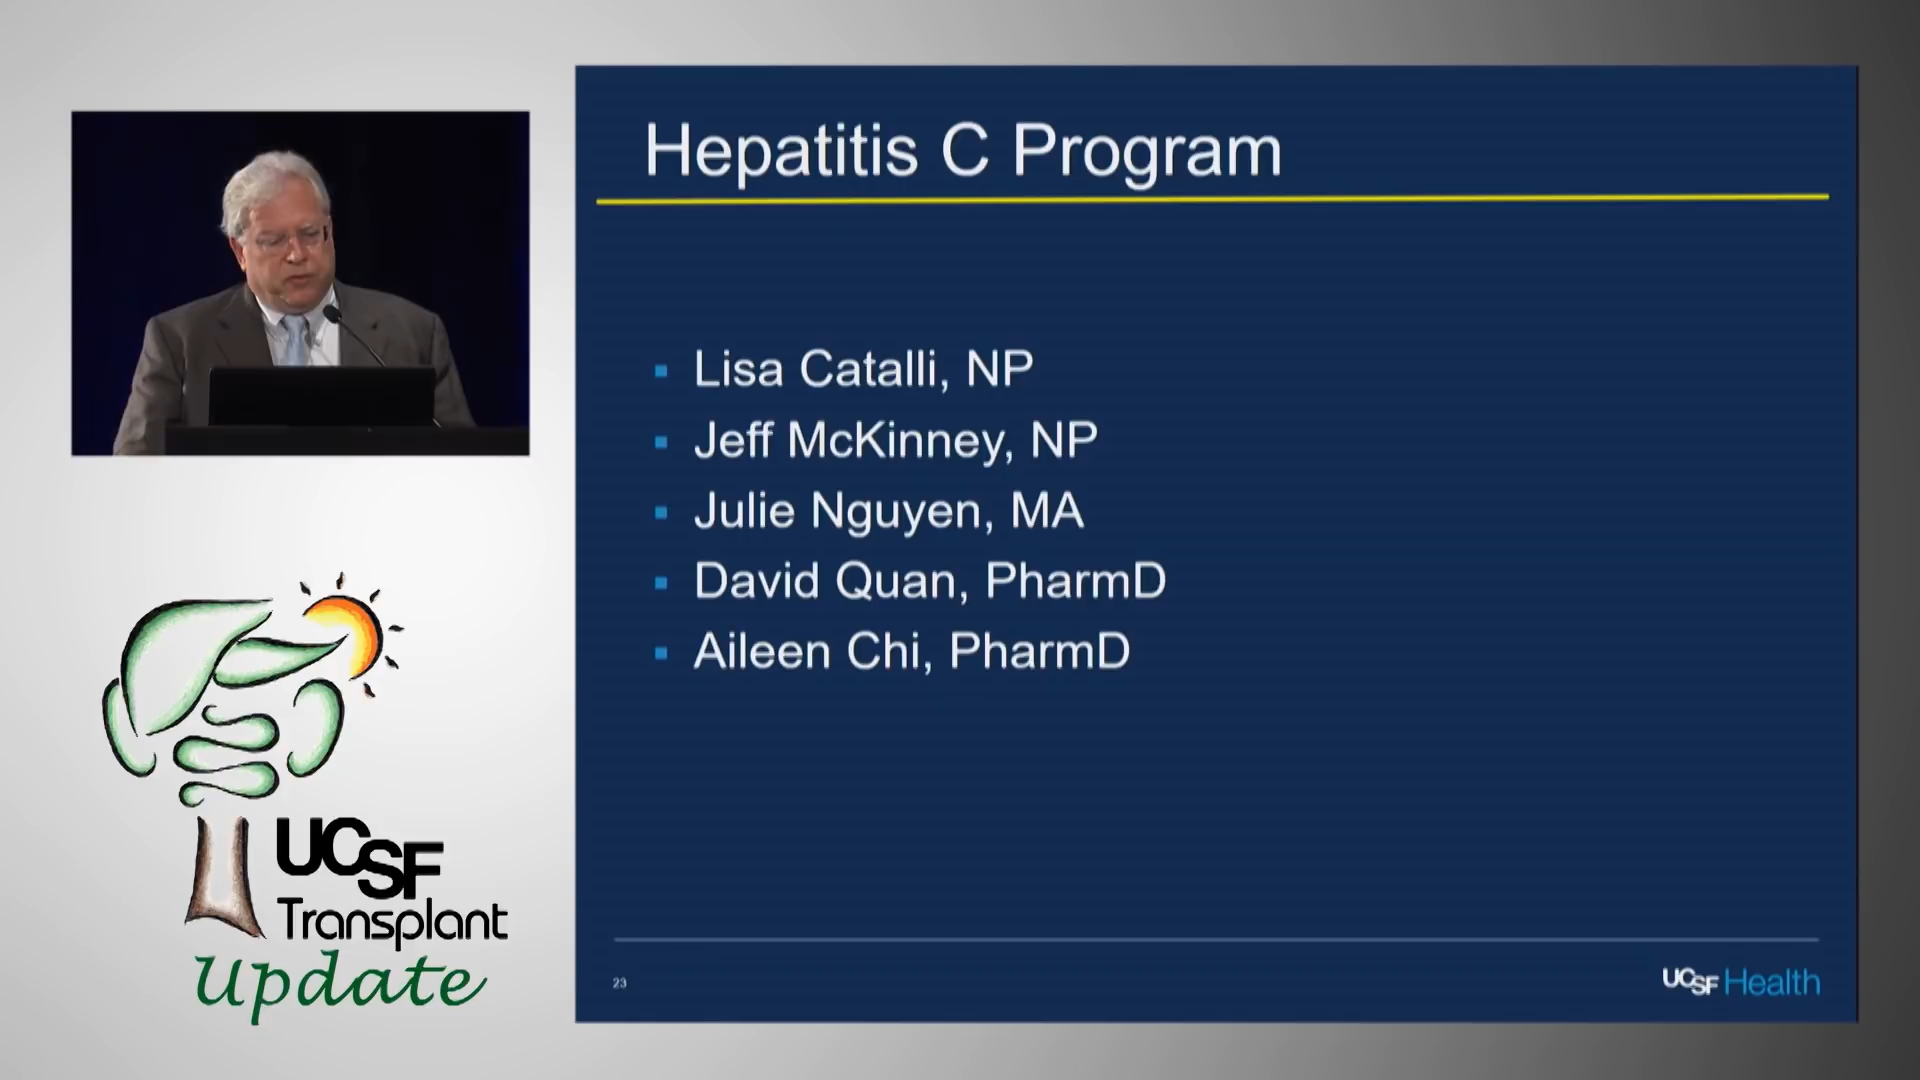 Hepatitis C Program
Lisa Catalli, NP
Jeff McKinney, NP
Julie Nguyen, MA
David Quan, PharmD
Aileen Chi, PharmD
23
UCSF Health
UCSF
Transplant
Update